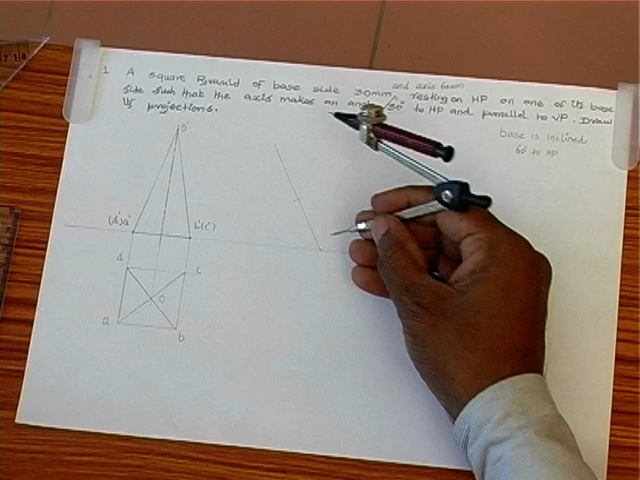 1 A square Pyramid of base side 30mm and axis 60mm resting on HP on one of its base
side such that the axis makes an angle 30° to HP and parallel to VP. Draw
its projections.
base is inclined
60° to HP
o'
(d')a' b'(c')
d c
o
a b